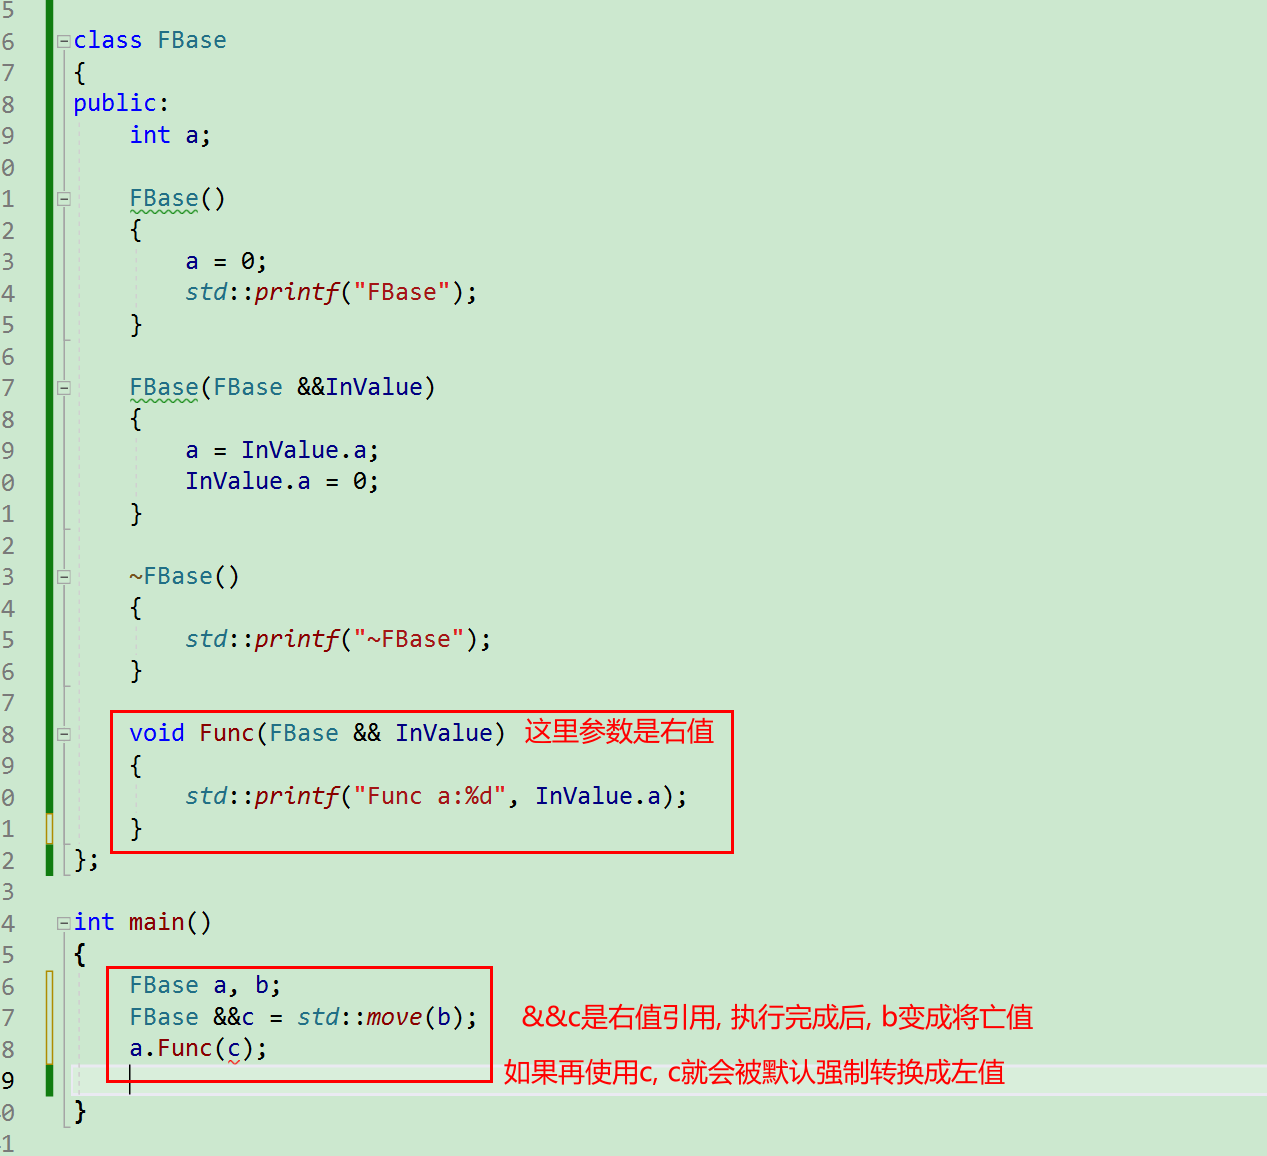 5
6 class FBase
7 {
8 public:
9 int a;
0
1 FBase()
2 {
3 a = 0;
4 std::printf("FBase");
5 }
6
7 FBase(FBase &&InValue)
8 {
9 a = InValue.a;
0 InValue.a = 0;
1 }
2
3 ~FBase()
4 {
5 std::printf("~FBase");
6 }
7
8 void Func(FBase && InValue) 这里参数是右值
9 {
0 std::printf("Func a:%d", InValue.a);
1 }
2 };
3
4 int main()
5 {
6 FBase a, b;
7 FBase &&c = std::move(b); &&c是右值引用, 执行完成后, b变成将亡值
8 a.Func(c);
如果再使用c, c就会被默认强制转换成左值
9
0 }
1